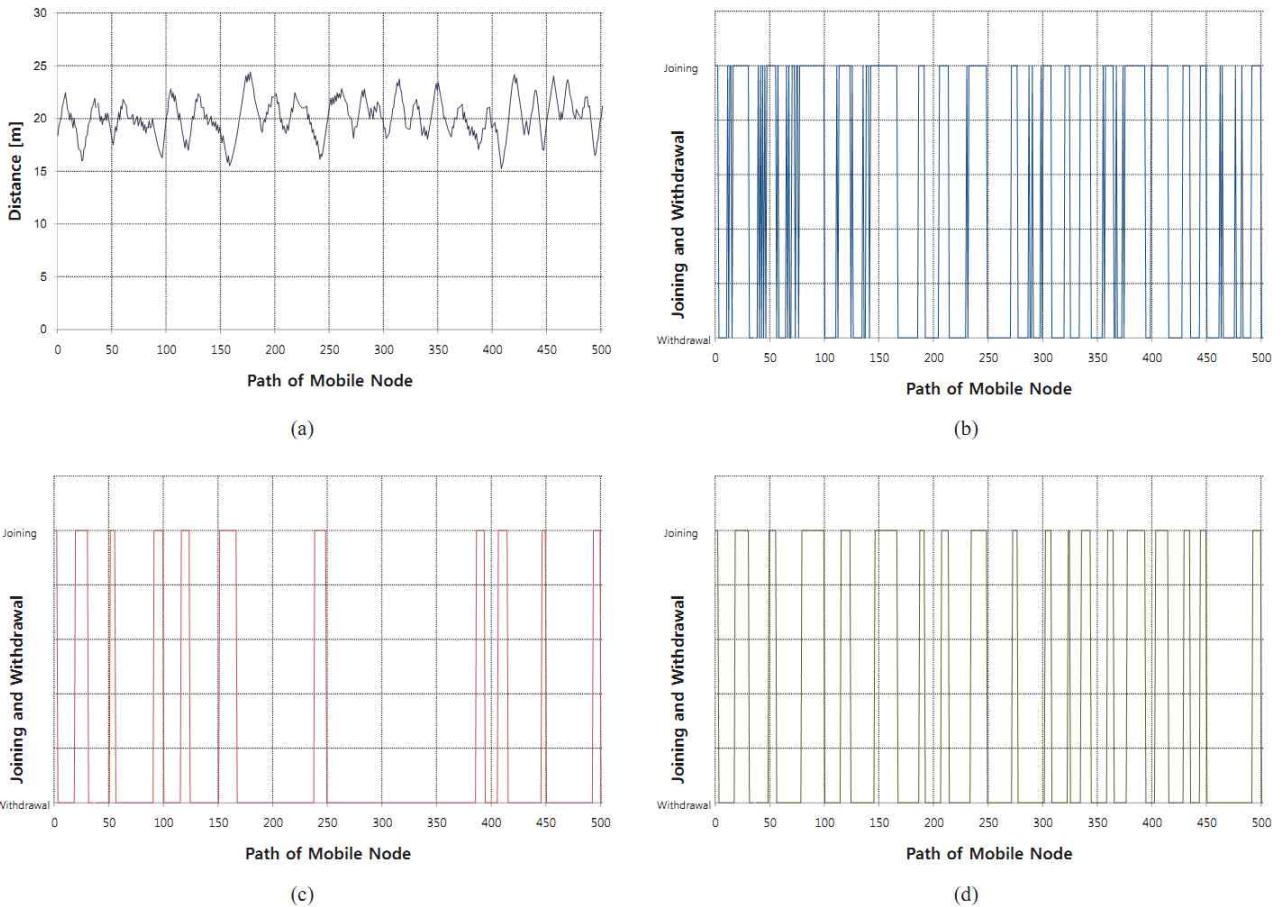 30
25
20
15
10
5
0
Distance [m]
0 50 100 150 200 250 300 350 400 450 500
Path of Mobile Node
(a)
Joining
Withdrawal
Joining and Withdrawal
0 50 100 150 200 250 300 350 400 450 500
Path of Mobile Node
(b)
Joining
Withdrawal
Joining and Withdrawal
0 50 100 150 200 250 300 350 400 450 500
Path of Mobile Node
(c)
Joining
Withdrawal
Joining and Withdrawal
0 50 100 150 200 250 300 350 400 450 500
Path of Mobile Node
(d)